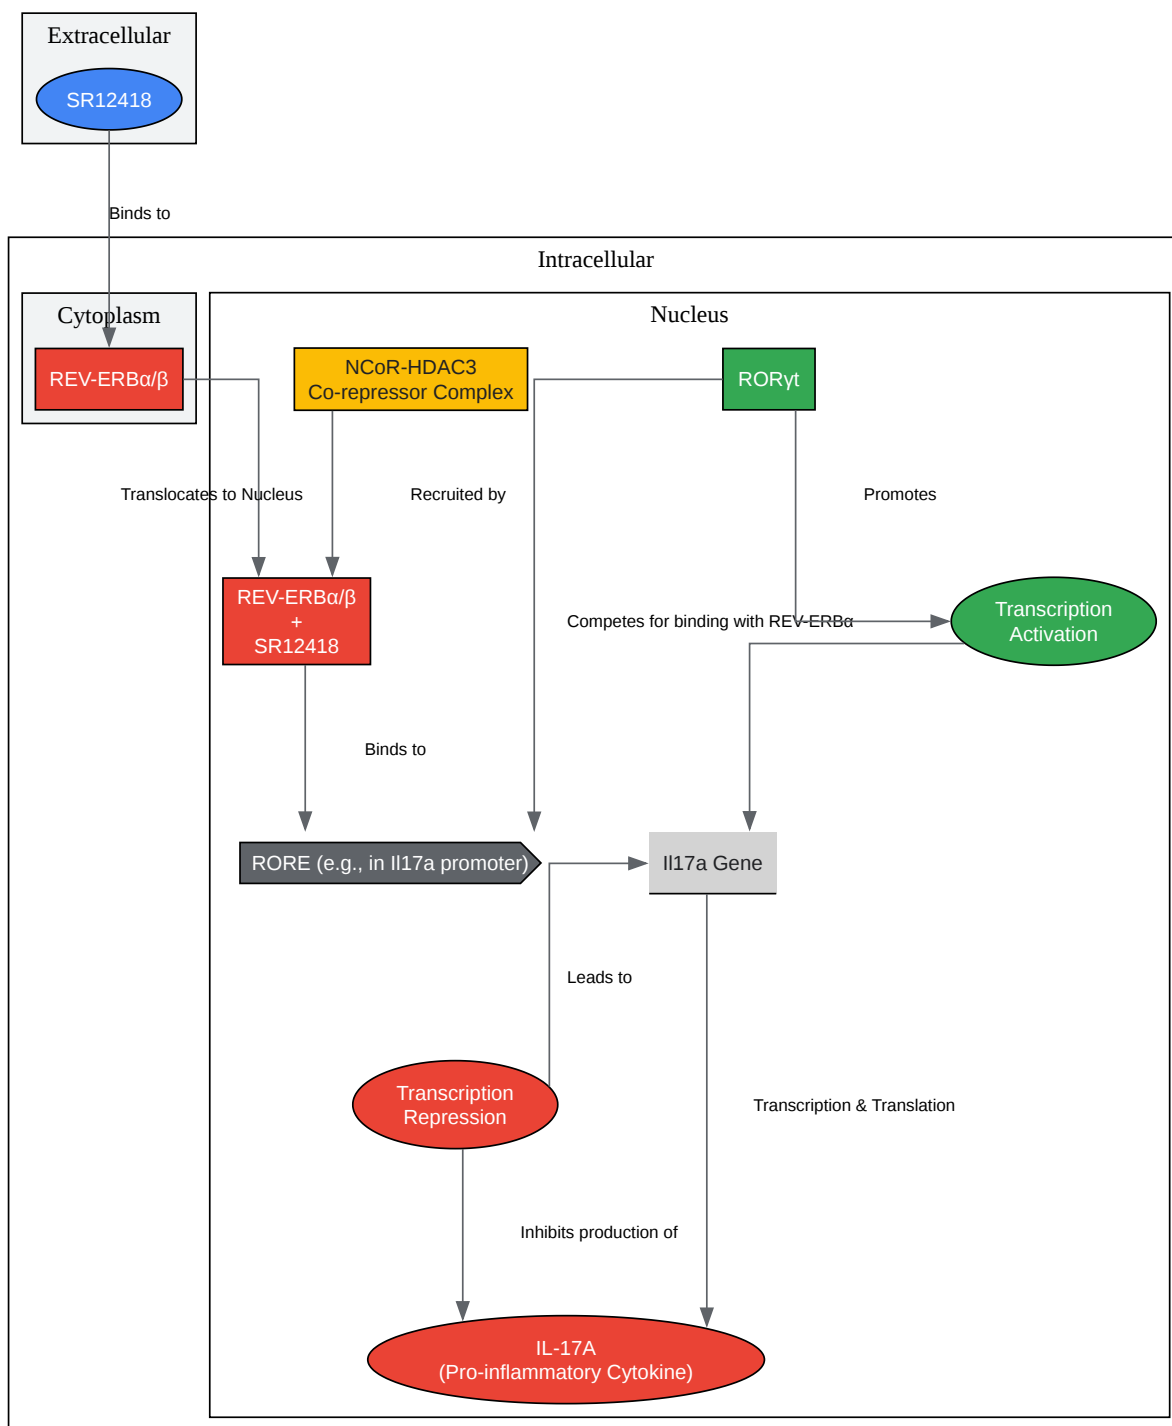 Extracellular
SR12418
Binds to
Intracellular
Cytoplasm
Nucleus
REV-ERBα/β
NCoR-HDAC3
Co-repressor Complex
RORγt
Translocates to Nucleus
Recruited by
Promotes
REV-ERBα/β
+
SR12418
Competes for binding with REV-ERBα
Transcription
Activation
Binds to
RORE (e.g., in Il17a promoter)
Il17a Gene
Leads to
Transcription
Repression
Transcription & Translation
Inhibits production of
IL-17A
(Pro-inflammatory Cytokine)